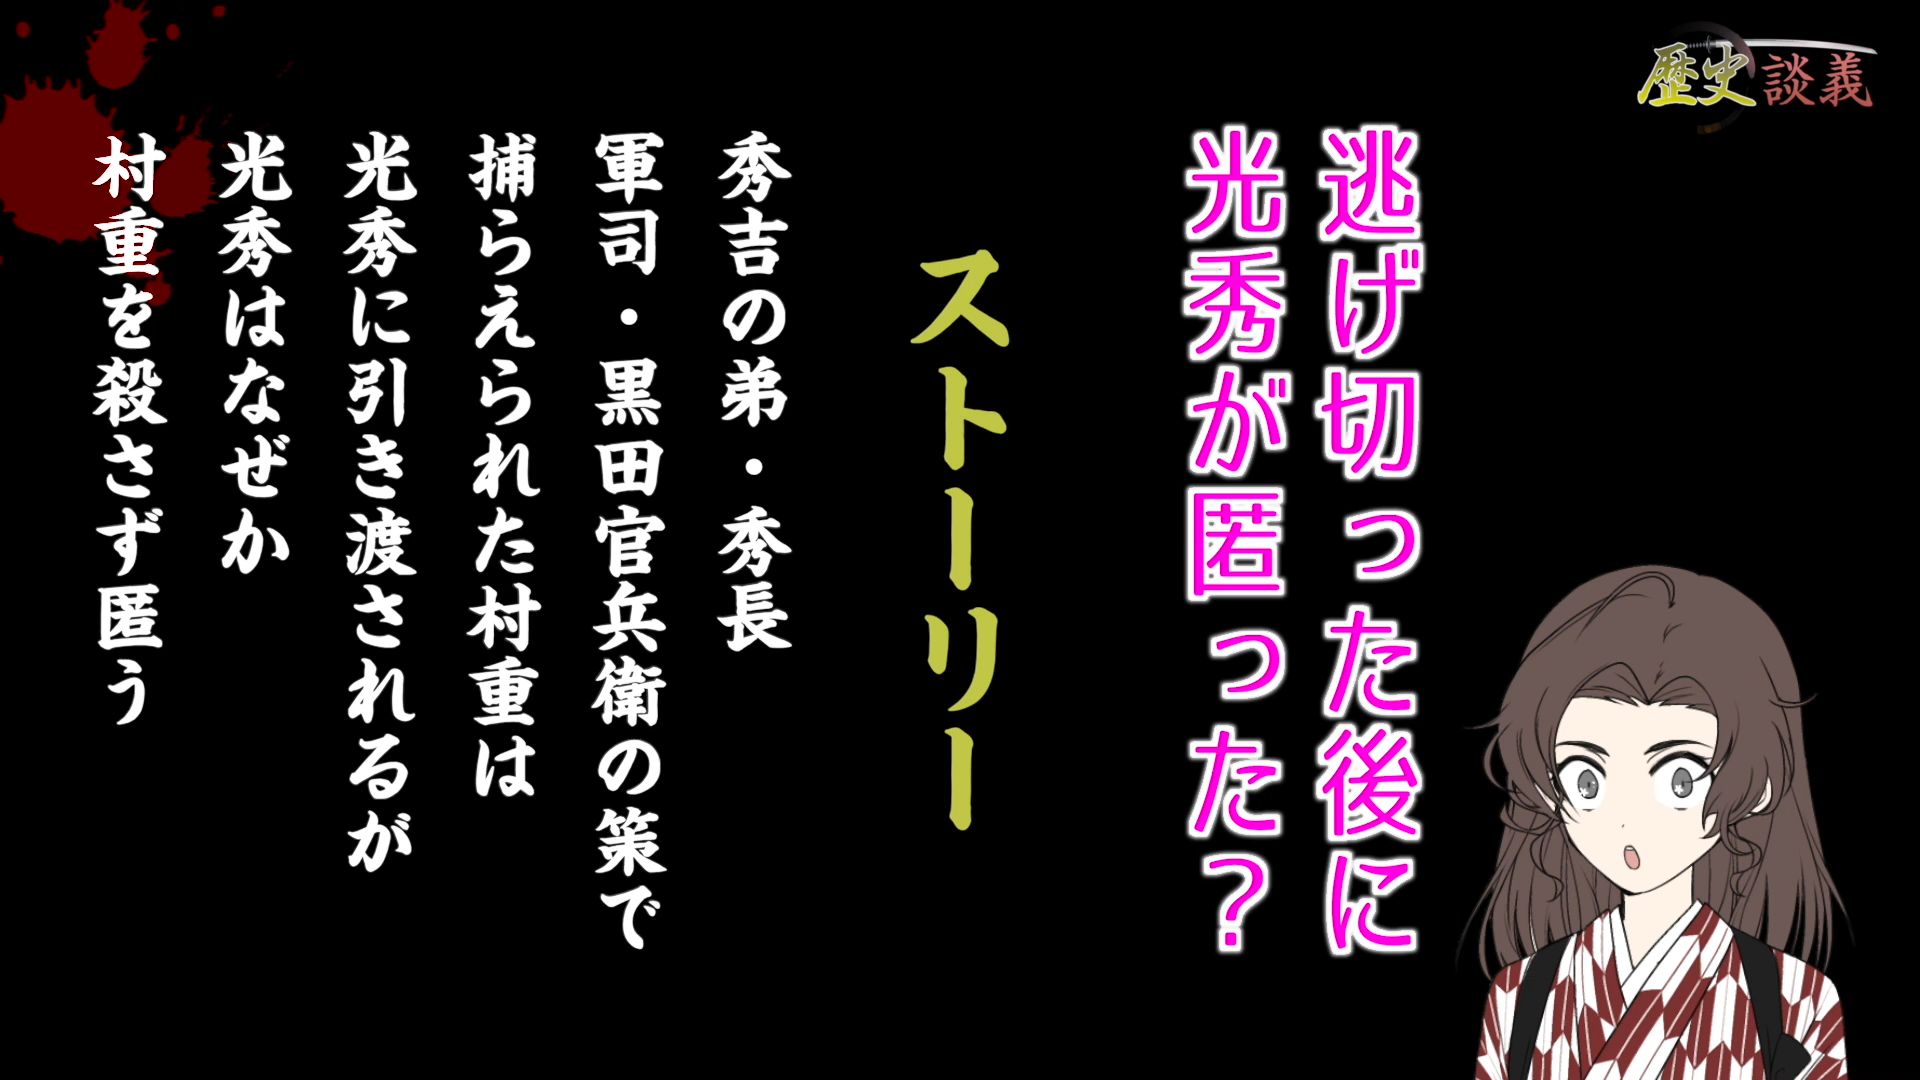 歴史談義
逃げ切った後に
光秀が匿った？
ストーリー
秀吉の弟・秀長
軍司・黒田官兵衛の策で
捕らえられた村重は
光秀に引き渡されるが
光秀はなぜか
村重を殺さず匿う